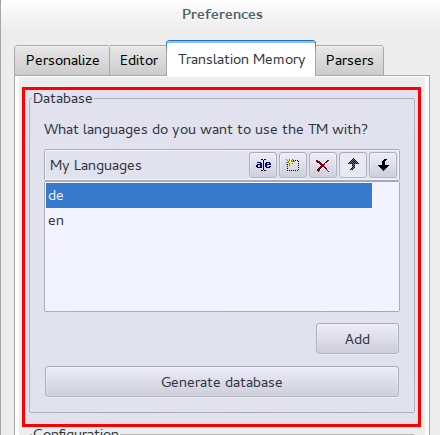 Preferences
Personalize Editor Translation Memory Parsers
Database
What languages do you want to use the TM with?
My Languages
de
en
Add
Generate database
Configuration